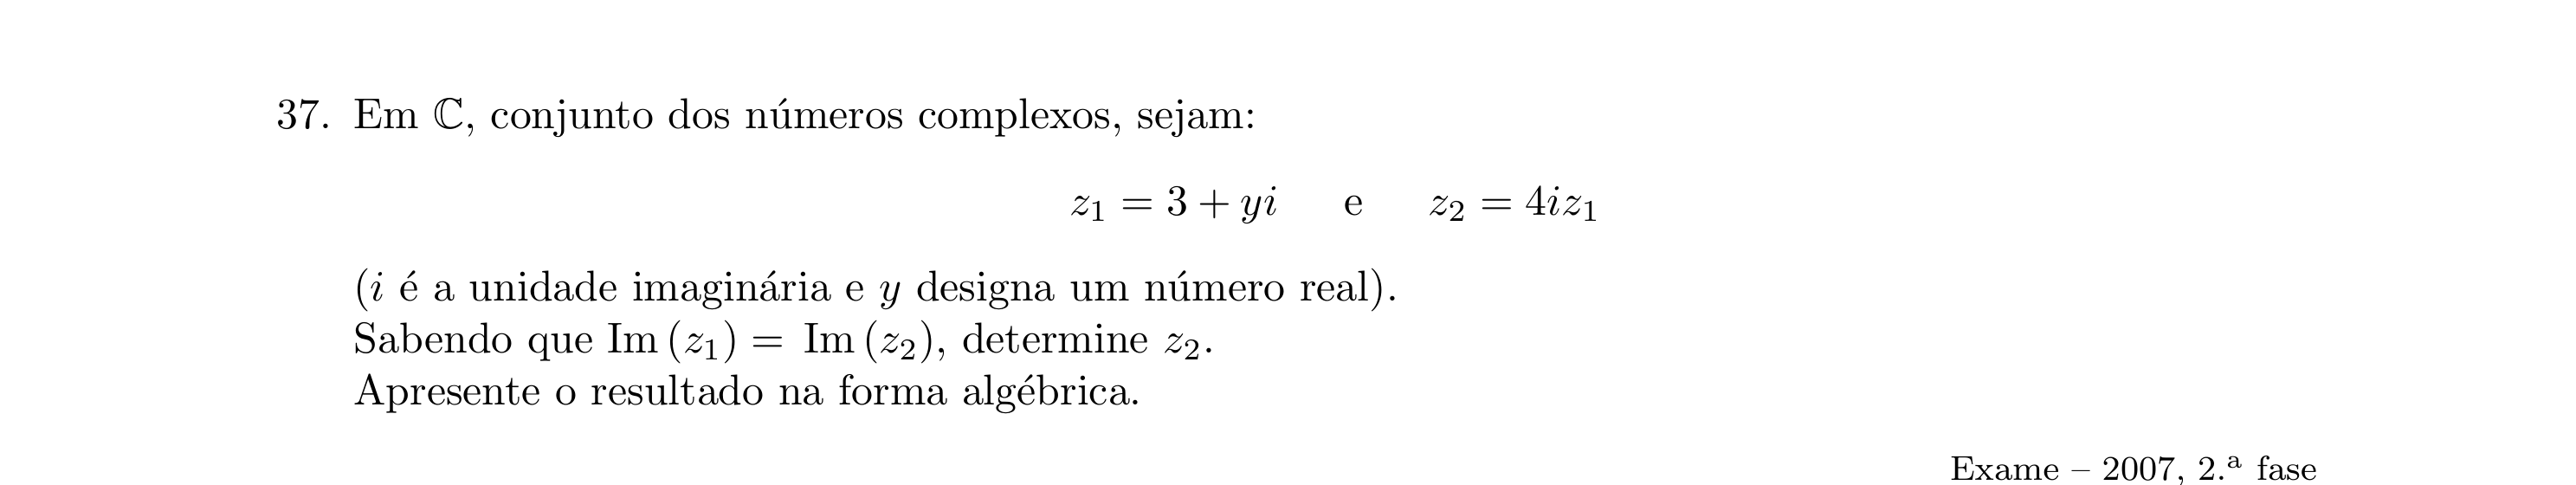 37. Em ℂ, conjunto dos números complexos, sejam:
z₁ = 3 + yi e z₂ = 4iz₁
(i é a unidade imaginária e y designa um número real).
Sabendo que Im (z₁) = Im (z₂), determine z₂.
Apresente o resultado na forma algébrica.
Exame – 2007, 2.ª fase